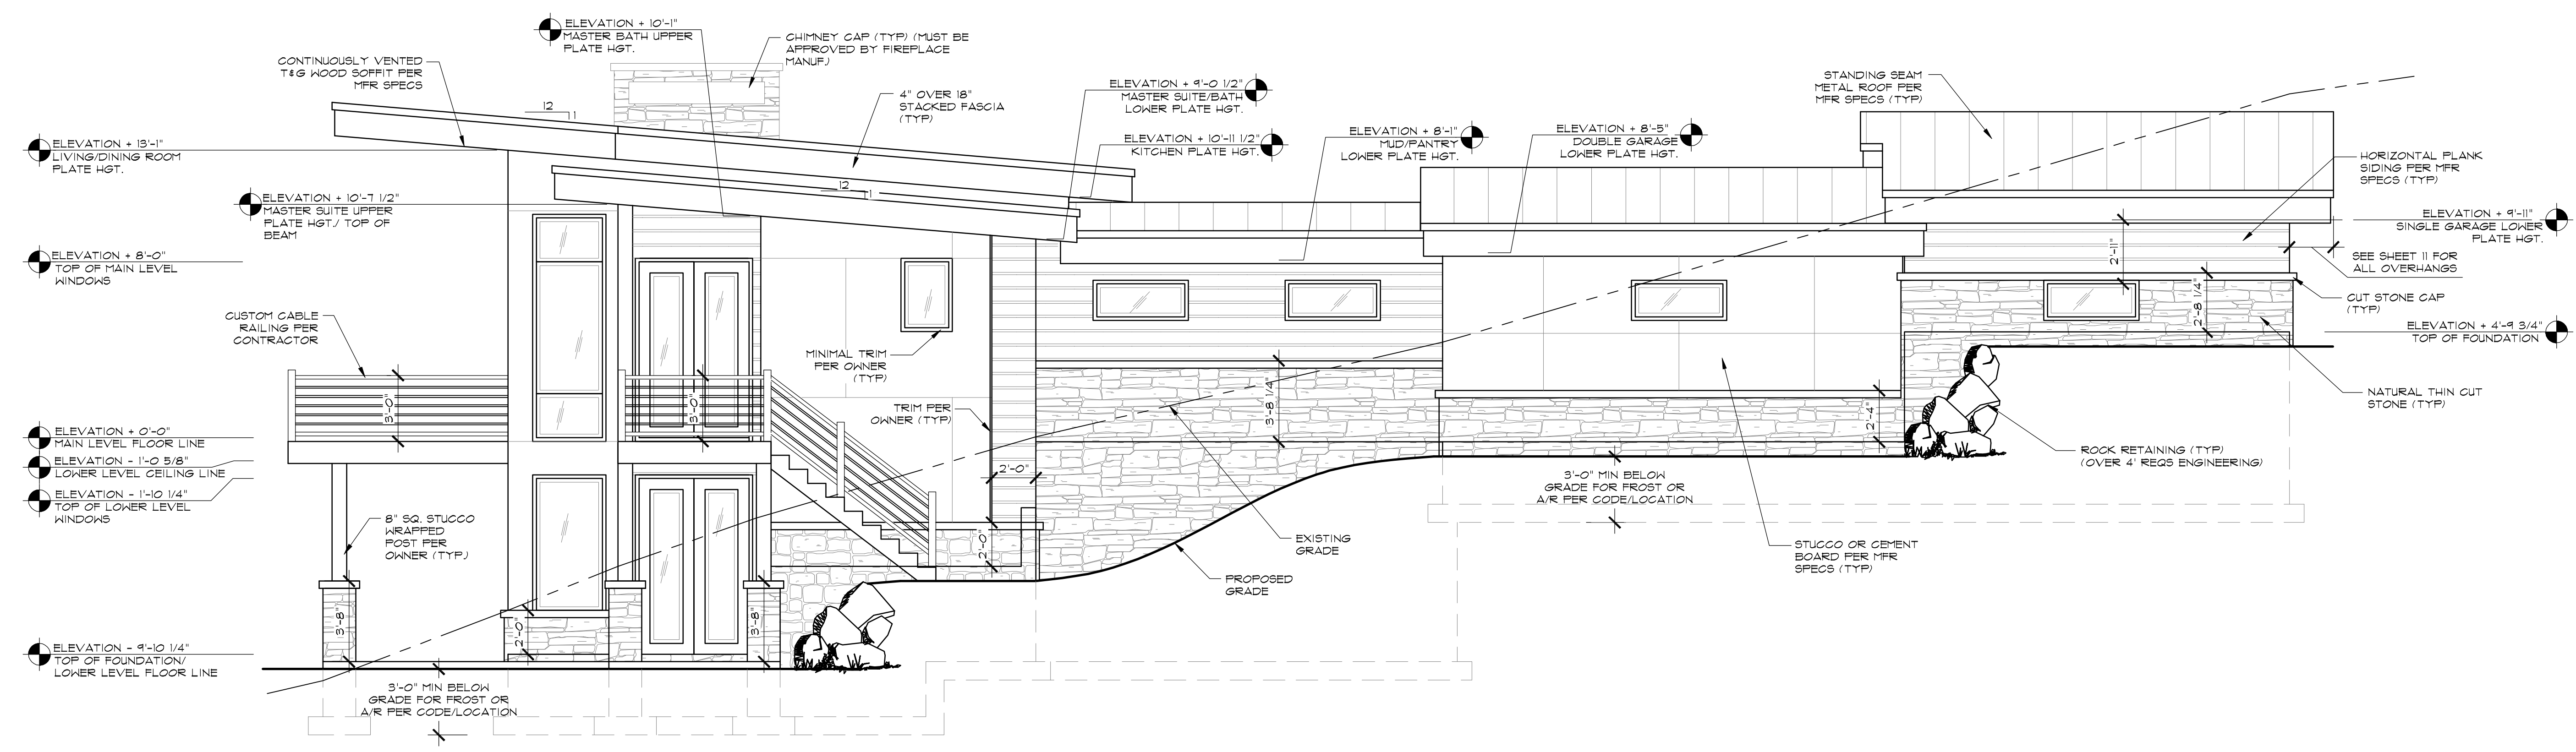 ELEVATION + 10'-1"
MASTER BATH UPPER
PLATE HGT.
CHIMNEY CAP (TYP) (MUST BE
APPROVED BY FIREPLACE
MANUF.)
CONTINUOUSLY VENTED
T&G WOOD SOFFIT PER
MFR SPECS
4" OVER 18"
STACKED FASCIA
(TYP)
ELEVATION + 9'-0 1/2"
MASTER SUITE/BATH
LOWER PLATE HGT.
STANDING SEAM
METAL ROOF PER
MFR SPECS (TYP)
12
1
ELEVATION + 13'-1"
LIVING/DINING ROOM
PLATE HGT.
ELEVATION + 10'-11 1/2"
KITCHEN PLATE HGT.
ELEVATION + 8'-1"
MUD/PANTRY
LOWER PLATE HGT.
ELEVATION + 8'-5"
DOUBLE GARAGE
LOWER PLATE HGT.
HORIZONTAL PLANK
SIDING PER MFR
SPECS (TYP)
12
1
ELEVATION + 10'-7 1/2"
MASTER SUITE UPPER
PLATE HGT./ TOP OF
BEAM
ELEVATION + 9'-11"
SINGLE GARAGE LOWER
PLATE HGT.
2'-11"
ELEVATION + 8'-0"
TOP OF MAIN LEVEL
WINDOWS
SEE SHEET 11 FOR
ALL OVERHANGS
2'-8 1/4"
CUT STONE CAP
(TYP)
CUSTOM CABLE
RAILING PER
CONTRACTOR
ELEVATION + 4'-9 3/4"
TOP OF FOUNDATION
MINIMAL TRIM
PER OWNER
(TYP)
3'-0"
3'-0"
TRIM PER
OWNER (TYP)
3'-8 1/4"
2'-4"
NATURAL THIN CUT
STONE (TYP)
ELEVATION + 0'-0"
MAIN LEVEL FLOOR LINE
ELEVATION - 1'-0 5/8"
LOWER LEVEL CEILING LINE
ELEVATION - 1'-10 1/4"
TOP OF LOWER LEVEL
WINDOWS
2'-0"
ROCK RETAINING (TYP)
(OVER 4' REQS ENGINEERING)
3'-0" MIN BELOW
GRADE FOR FROST OR
A/R PER CODE/LOCATION
8" SQ. STUCCO
WRAPPED
POST PER
OWNER (TYP.)
2'-0"
EXISTING
GRADE
STUCCO OR CEMENT
BOARD PER MFR
SPECS (TYP)
PROPOSED
GRADE
3'-8"
2'-0"
3'-8"
ELEVATION - 9'-10 1/4"
TOP OF FOUNDATION/
LOWER LEVEL FLOOR LINE
3'-0" MIN BELOW
GRADE FOR FROST OR
A/R PER CODE/LOCATION